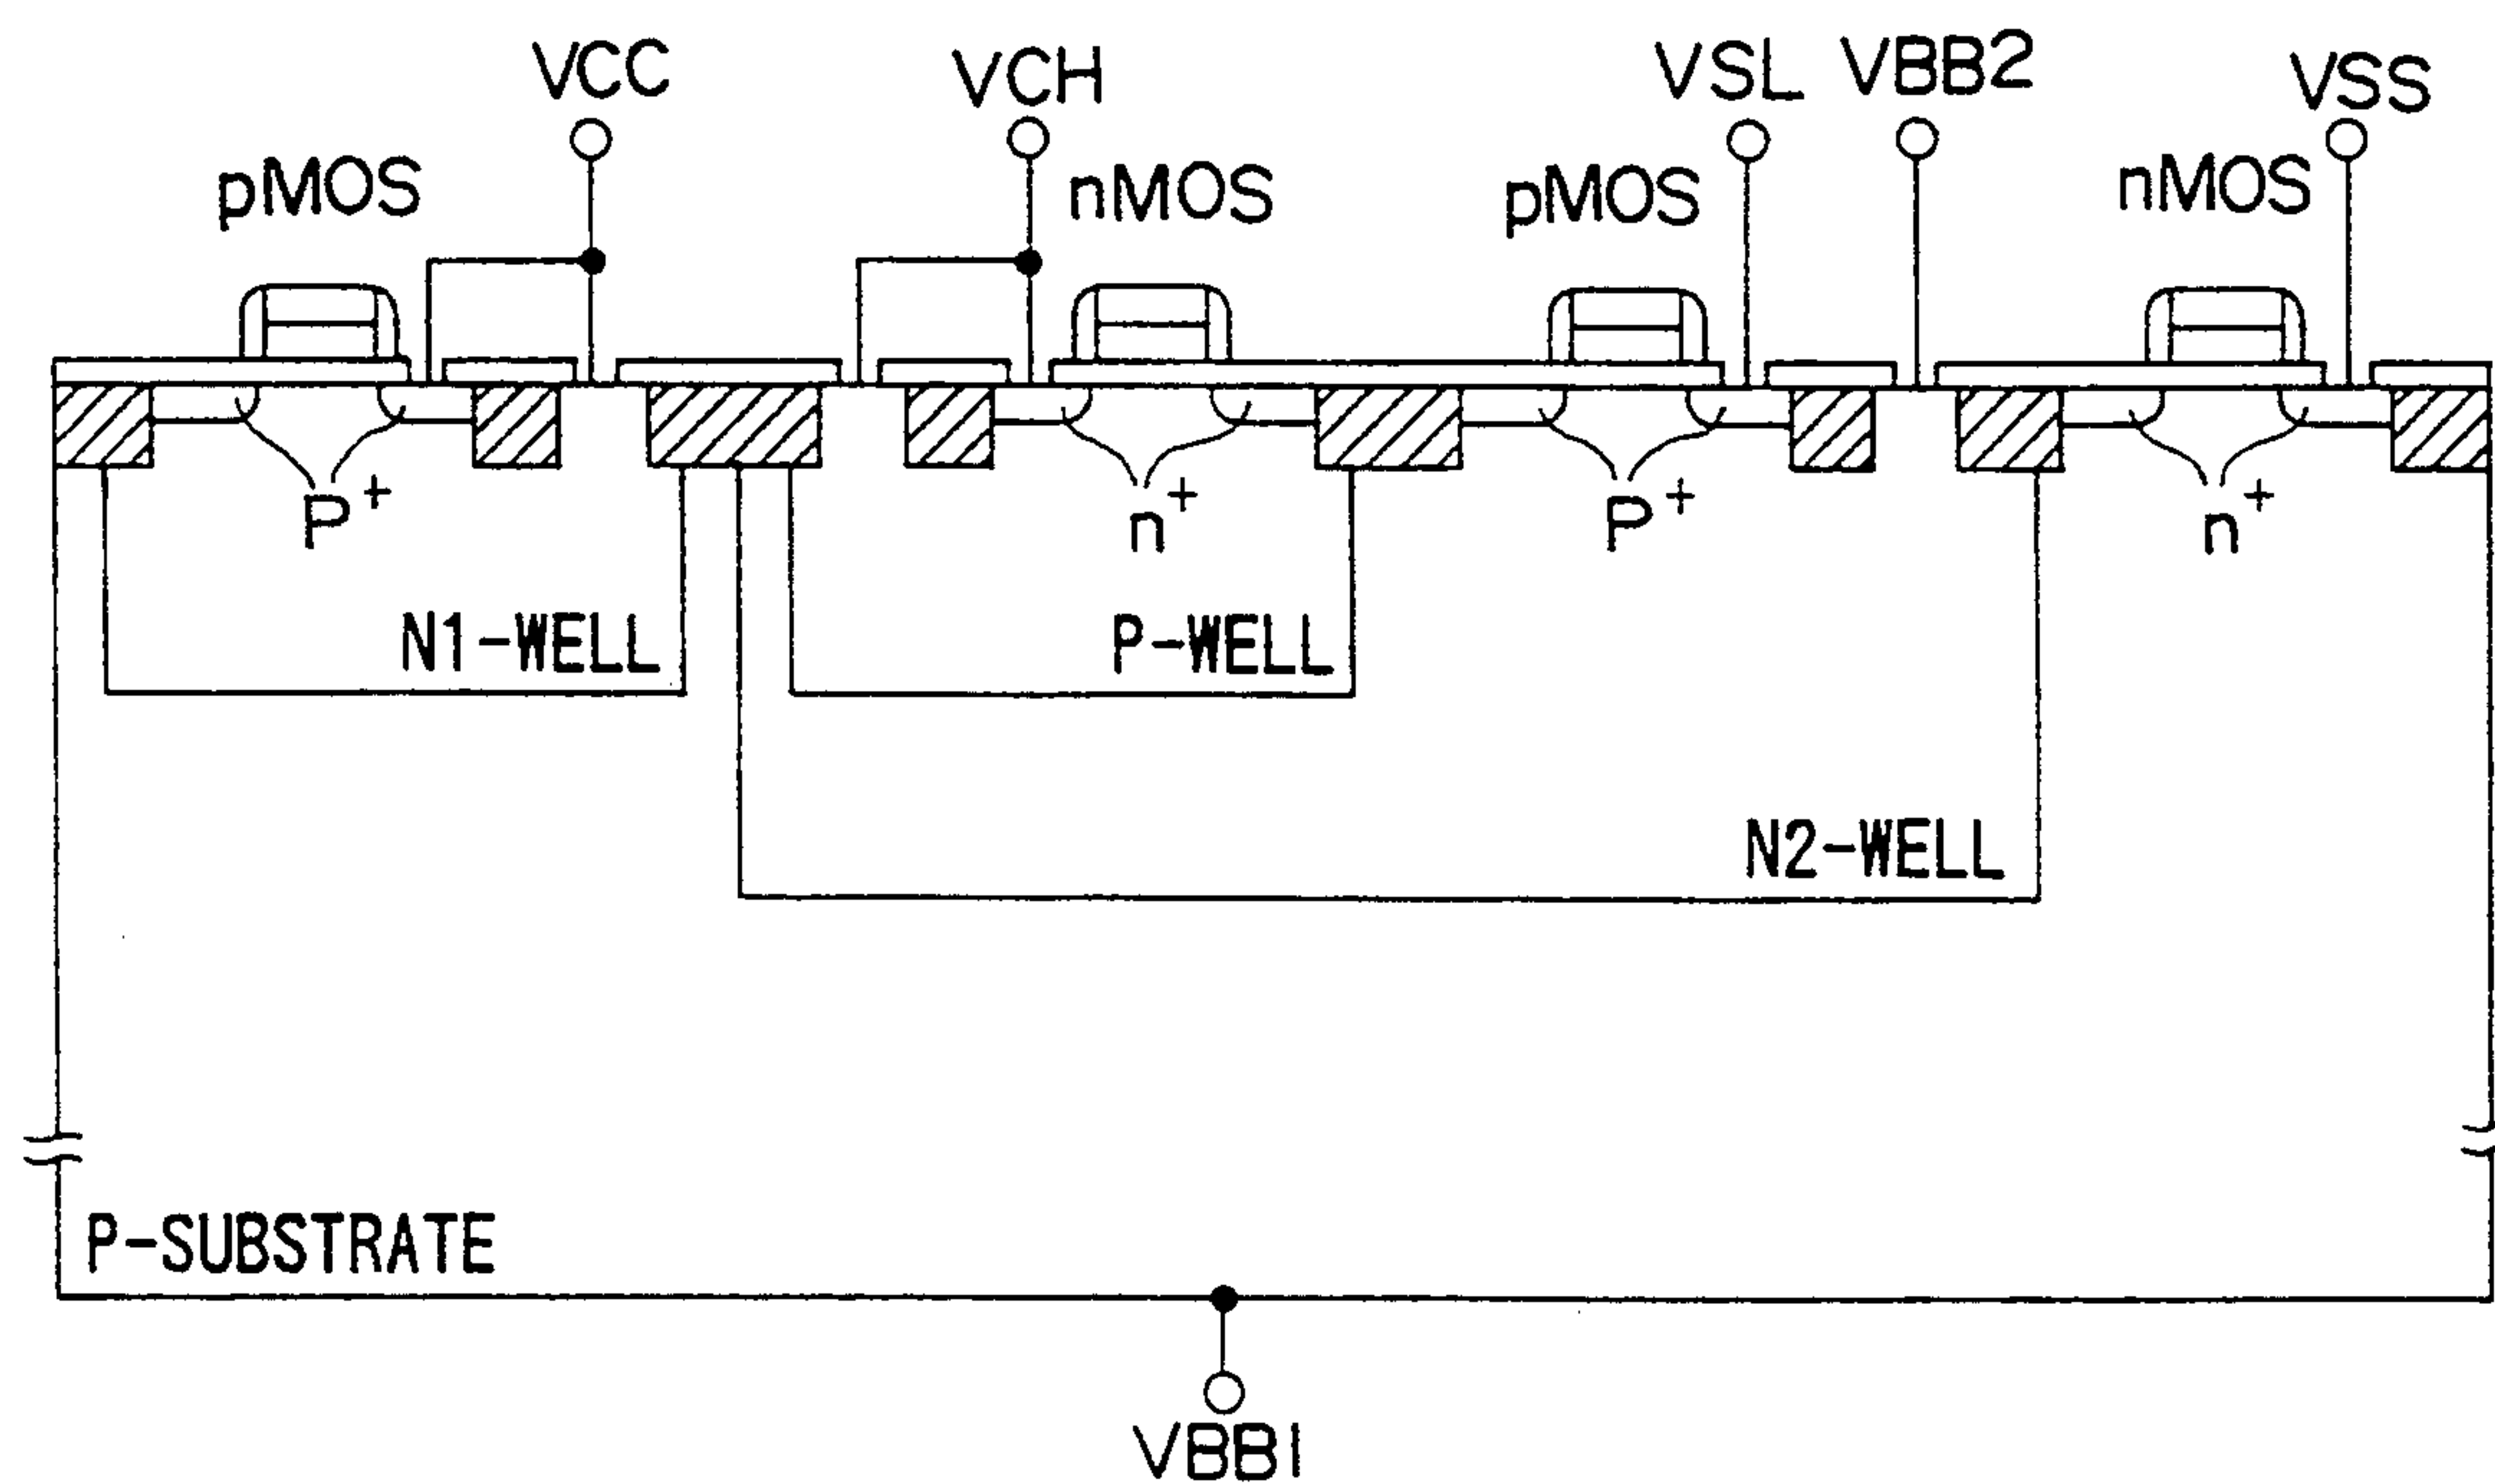 VCC
VCH
VSL
VBB2
VSS
pMOS
nMOS
pMOS
nMOS
P+
n+
P+
n+
N1-WELL
P-WELL
N2-WELL
P-SUBSTRATE
VBB1